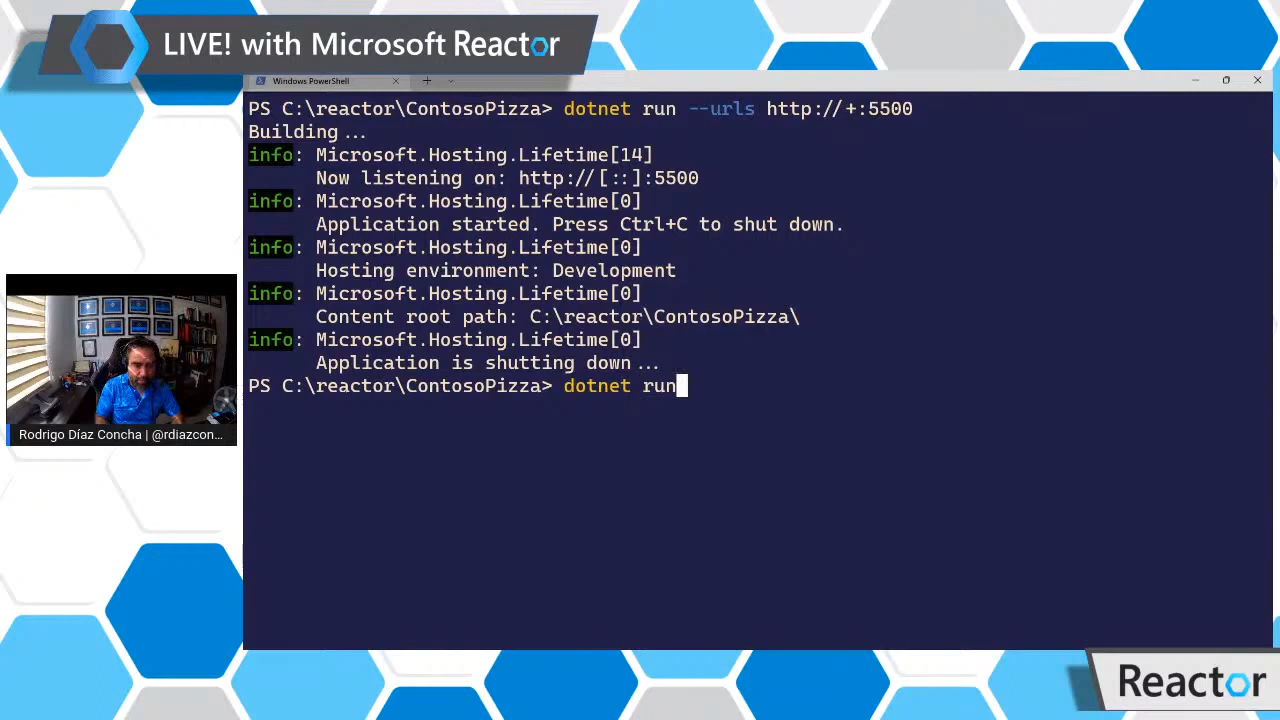 LIVE! with Microsoft Reactor
Windows PowerShell
PS C:\reactor\ContosoPizza> dotnet run --urls http://+:5500
Building...
info: Microsoft.Hosting.Lifetime[14]
Now listening on: http://[::]:5500
info: Microsoft.Hosting.Lifetime[0]
Application started. Press Ctrl+C to shut down.
info: Microsoft.Hosting.Lifetime[0]
Hosting environment: Development
info: Microsoft.Hosting.Lifetime[0]
Content root path: C:\reactor\ContosoPizza\
info: Microsoft.Hosting.Lifetime[0]
Application is shutting down...
PS C:\reactor\ContosoPizza> dotnet run
Rodrigo Díaz Concha | @rdiazcon...
Reactor